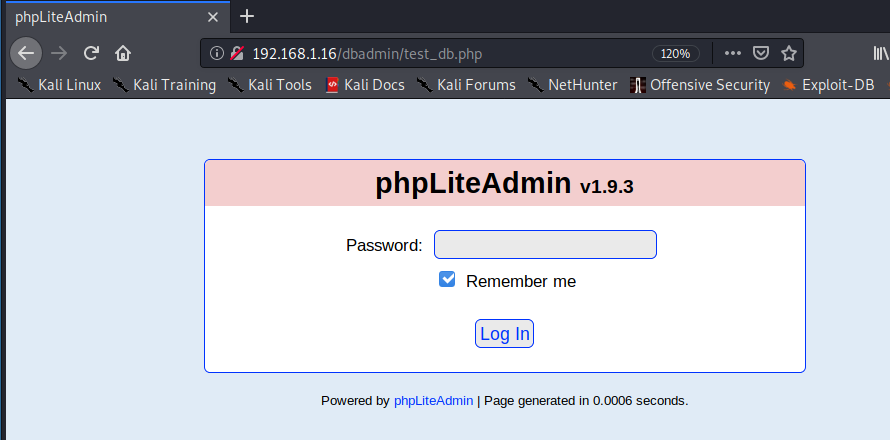 phpLiteAdmin
192.168.1.16/dbadmin/test_db.php 120%
Kali Linux Kali Training Kali Tools Kali Docs Kali Forums NetHunter Offensive Security Exploit-DB
phpLiteAdmin v1.9.3
Password:
Remember me
Log In
Powered by phpLiteAdmin | Page generated in 0.0006 seconds.